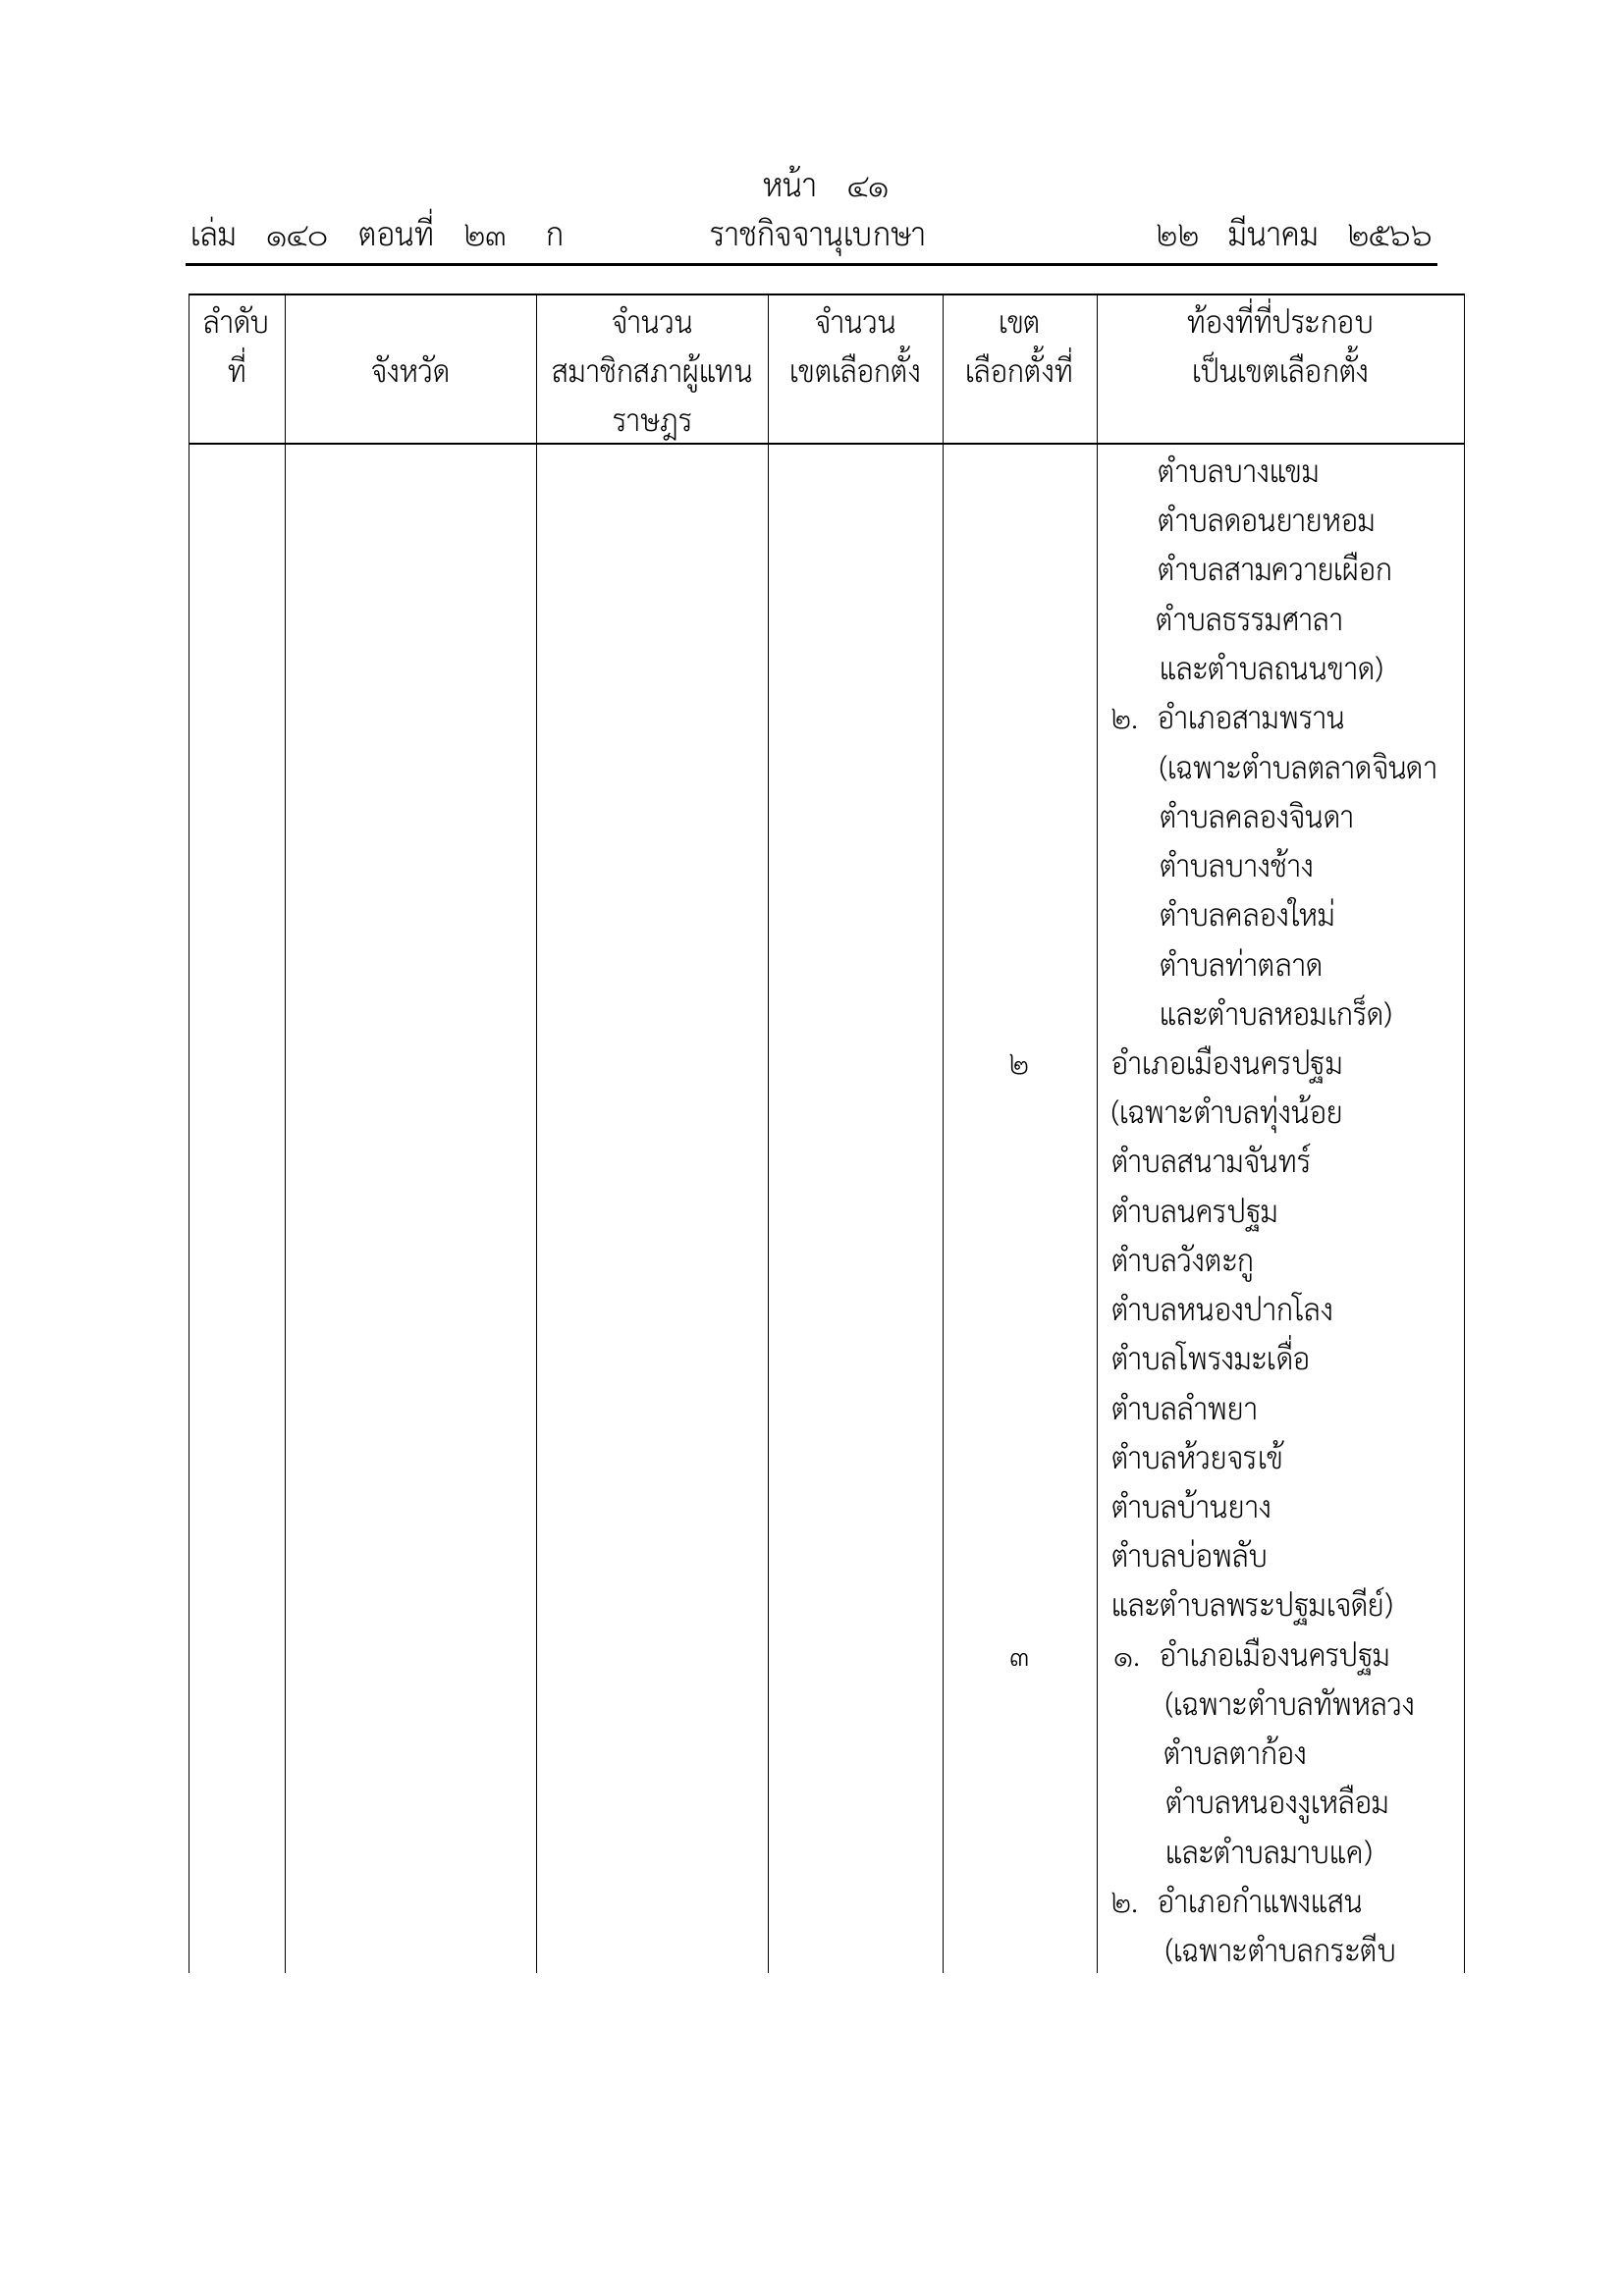 หน้า ๔๑
เล่ม ๑๔๐ ตอนที่ ๒๓ ก ราชกิจจานุเบกษา ๒๒ มีนาคม ๒๕๖๖
ลำดับ จำนวน จำนวน เขต ท้องที่ที่ประกอบ
ที่ จังหวัด สมาชิกสภาผู้แทน เขตเลือกตั้ง เลือกตั้งที่ เป็นเขตเลือกตั้ง
ราษฎร
ตำบลบางแขม
ตำบลดอนยายหอม
ตำบลสามควายเผือก
ตำบลธรรมศาลา
และตำบลถนนขาด)
๒. อำเภอสามพราน
(เฉพาะตำบลตลาดจินดา
ตำบลคลองจินดา
ตำบลบางช้าง
ตำบลคลองใหม่
ตำบลท่าตลาด
และตำบลหอมเกร็ด)
๒ อำเภอเมืองนครปฐม
(เฉพาะตำบลทุ่งน้อย
ตำบลสนามจันทร์
ตำบลนครปฐม
ตำบลวังตะกู
ตำบลหนองปากโลง
ตำบลโพรงมะเดื่อ
ตำบลลำพยา
ตำบลห้วยจรเข้
ตำบลบ้านยาง
ตำบลบ่อพลับ
และตำบลพระปฐมเจดีย์)
๓ ๑. อำเภอเมืองนครปฐม
(เฉพาะตำบลทัพหลวง
ตำบลตาก้อง
ตำบลหนองงูเหลือม
และตำบลมาบแค)
๒. อำเภอกำแพงแสน
(เฉพาะตำบลกระตีบ